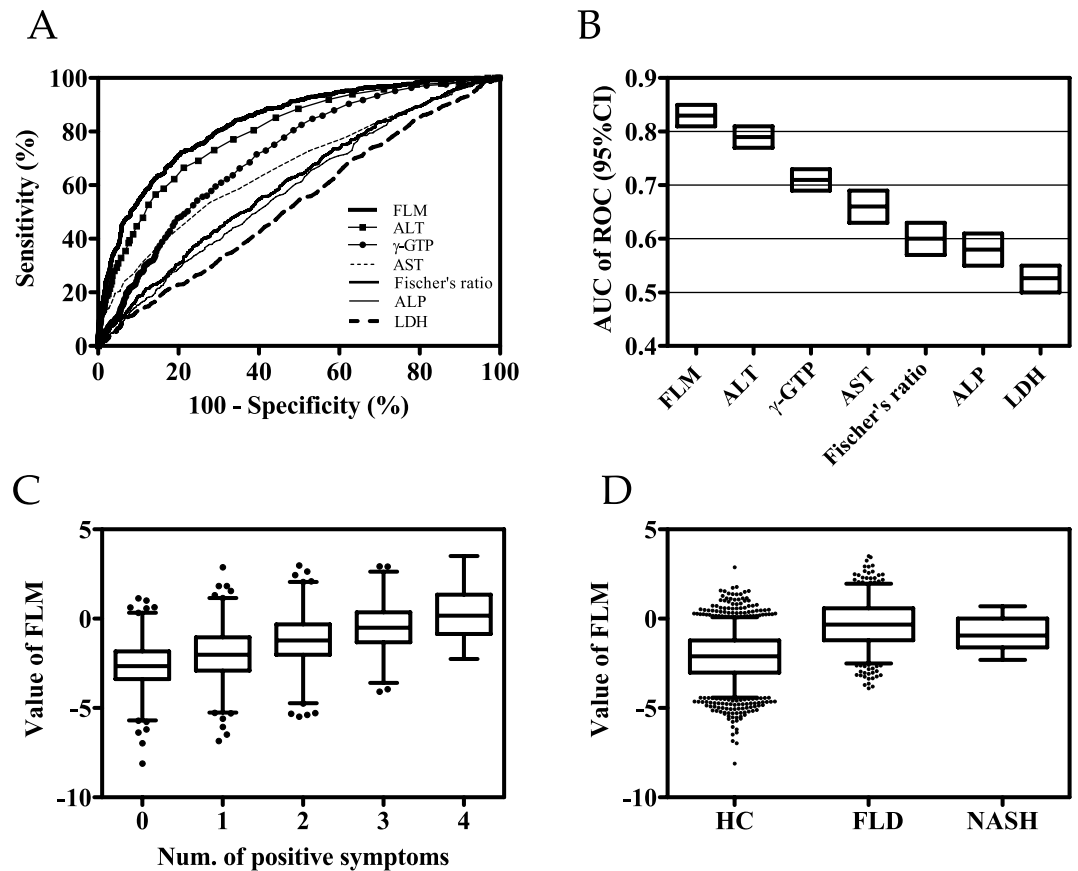 A
100
80
60
40
20
0
Sensitivity (%)
FLM
ALT
γ-GTP
AST
Fischer's ratio
ALP
LDH
0 20 40 60 80 100
100 - Specificity (%)
B
0.9
0.8
0.7
0.6
0.5
0.4
AUC of ROC (95%CI)
FLM ALT γ-GTP AST Fischer's ratio ALP LDH
C
5
0
-5
-10
Value of FLM
0 1 2 3 4
Num. of positive symptoms
D
5
0
-5
-10
Value of FLM
HC FLD NASH